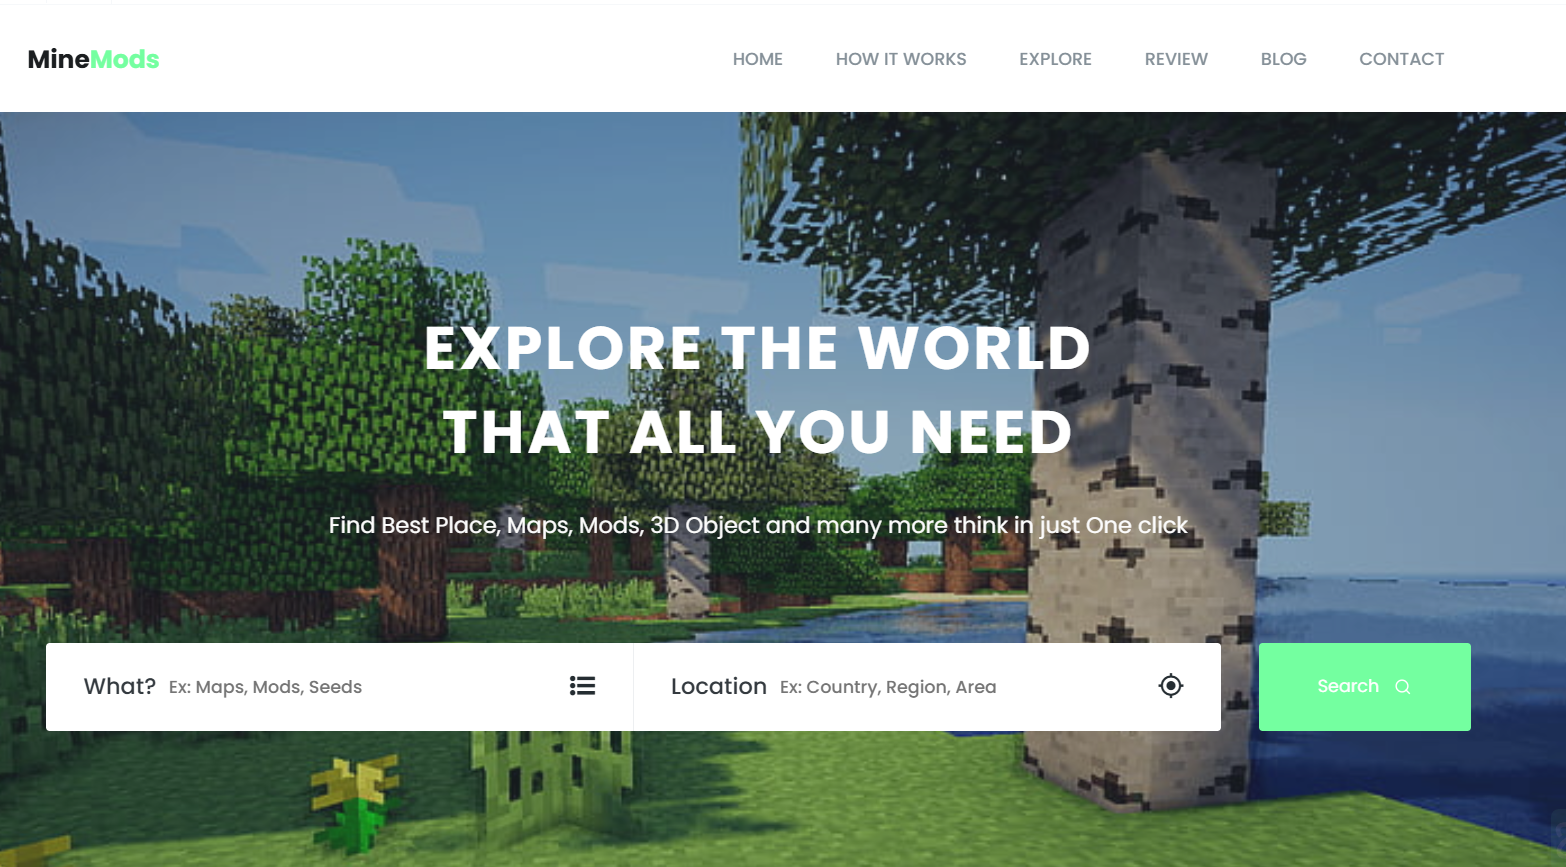 MineMods
HOME HOW IT WORKS EXPLORE REVIEW BLOG CONTACT
EXPLORE THE WORLD
THAT ALL YOU NEED
Find Best Place, Maps, Mods, 3D Object and many more think in just One click
What? Ex: Maps, Mods, Seeds
Location Ex: Country, Region, Area
Search